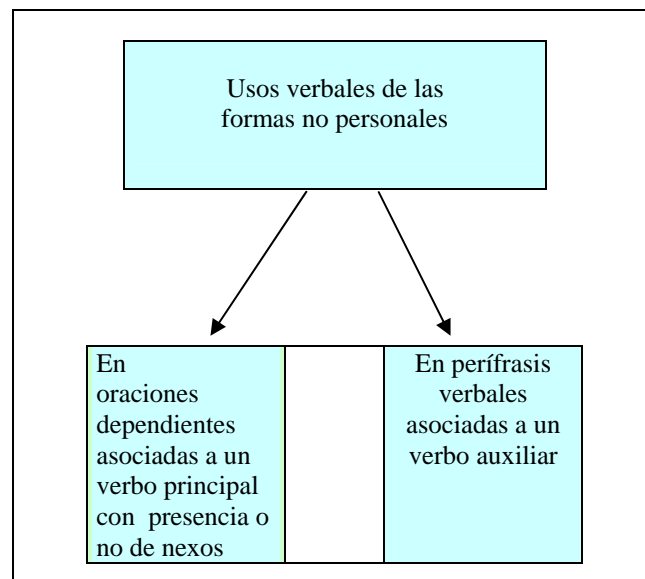 Usos verbales de las
formas no personales
En
oraciones
dependientes
asociadas a un
verbo principal
con presencia o
no de nexos
En perífrasis
verbales
asociadas a un
verbo auxiliar